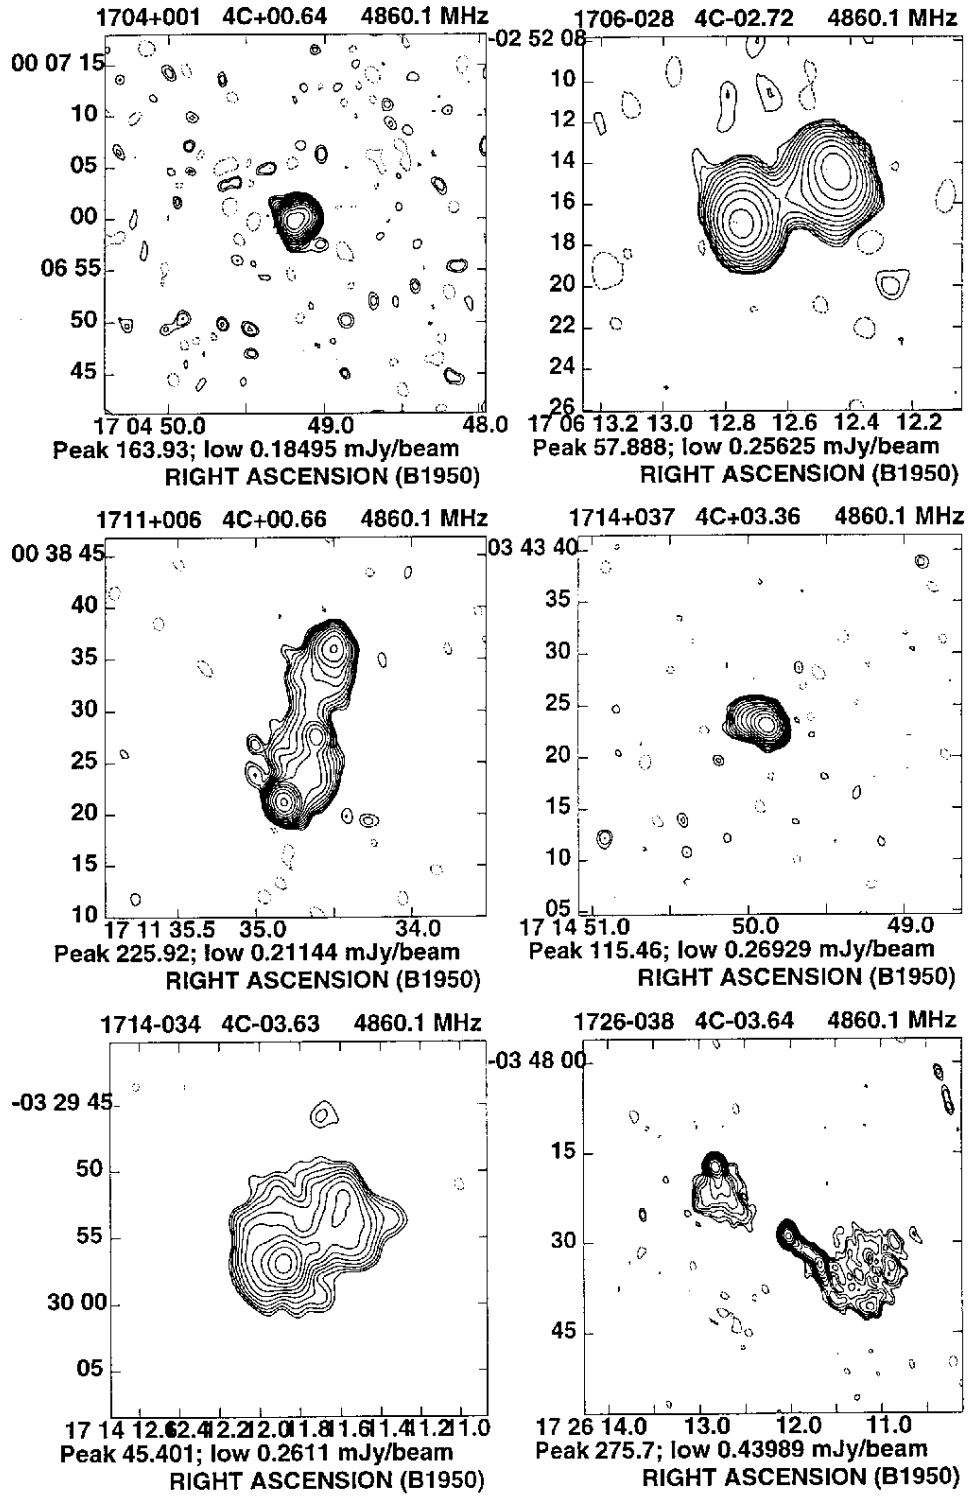 1704+001 4C+00.64 4860.1 MHz
00 07 15
10
05
00
06 55
50
45
17 04 50.0 49.0 48.0
Peak 163.93; low 0.18495 mJy/beam
RIGHT ASCENSION (B1950)
1706-028 4C-02.72 4860.1 MHz
-02 52 08
10
12
14
16
18
20
22
24
26
17 06 13.2 13.0 12.8 12.6 12.4 12.2
Peak 57.888; low 0.25625 mJy/beam
RIGHT ASCENSION (B1950)
1711+006 4C+00.66 4860.1 MHz
00 38 45
40
35
30
25
20
15
10
17 11 35.5 35.0 34.0
Peak 225.92; low 0.21144 mJy/beam
RIGHT ASCENSION (B1950)
1714+037 4C+03.36 4860.1 MHz
03 43 40
35
30
25
20
15
10
05
17 14 51.0 50.0 49.0
Peak 115.46; low 0.26929 mJy/beam
RIGHT ASCENSION (B1950)
1714-034 4C-03.63 4860.1 MHz
-03 29 45
50
55
30 00
05
17 14 12.6 12.4 12.2 12.0 11.8 11.6 11.4 11.2 11.0
Peak 45.401; low 0.2611 mJy/beam
RIGHT ASCENSION (B1950)
1726-038 4C-03.64 4860.1 MHz
-03 48 00
15
30
45
17 26 14.0 13.0 12.0 11.0
Peak 275.7; low 0.43989 mJy/beam
RIGHT ASCENSION (B1950)